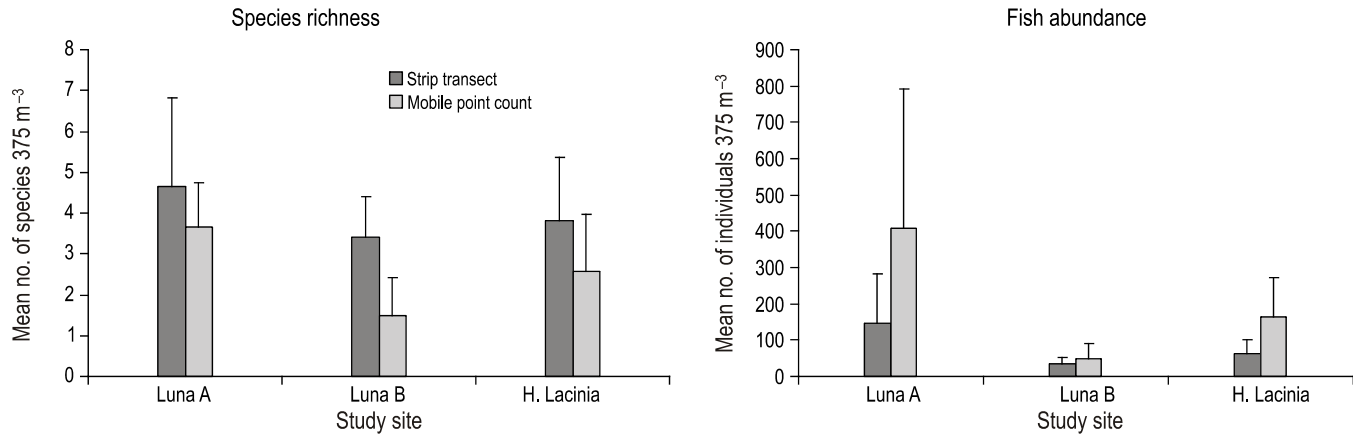 Species richness
Mean no. of species 375 m⁻³
8
7
6
5
4
3
2
1
0
Strip transect
Mobile point count
Luna A
Luna B
H. Lacinia
Study site
Fish abundance
Mean no. of individuals 375 m⁻³
900
800
700
600
500
400
300
200
100
0
Luna A
Luna B
H. Lacinia
Study site